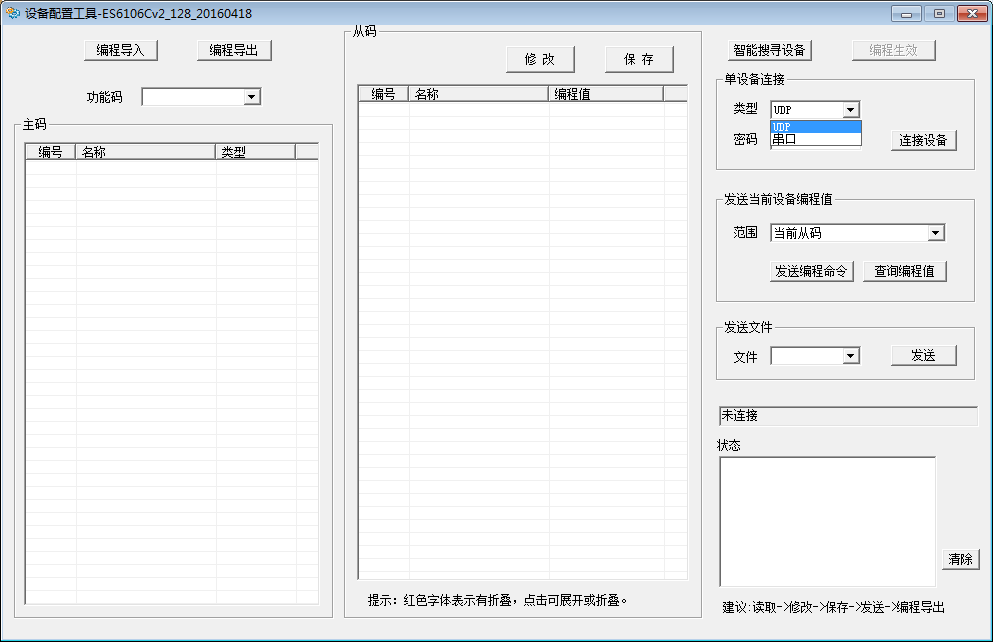 设备配置工具-ES6106Cv2_128_20160418
编程导入
编程导出
功能码
主码
编号 名称 类型
从码
修 改
保 存
编号 名称 编程值
提示：红色字体表示有折叠，点击可展开或折叠。
智能搜寻设备
编程生效
单设备连接
类型 UDP
UDP
串口
密码
连接设备
发送当前设备编程值
范围 当前从码
发送编程命令
查询编程值
发送文件
文件
发送
未连接
状态
清除
建议:读取->修改->保存->发送->编程导出